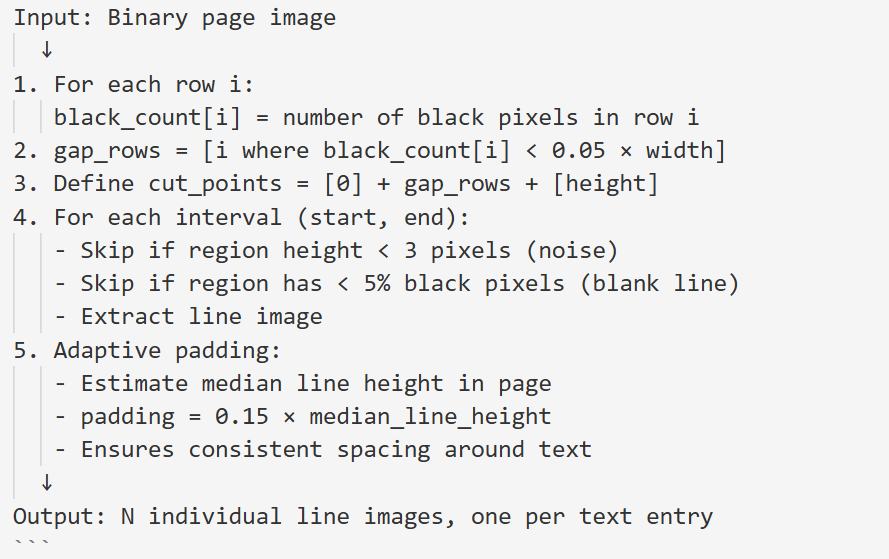 Input: Binary page image
↓
1. For each row i:
black_count[i] = number of black pixels in row i
2. gap_rows = [i where black_count[i] < 0.05 × width]
3. Define cut_points = [0] + gap_rows + [height]
4. For each interval (start, end):
- Skip if region height < 3 pixels (noise)
- Skip if region has < 5% black pixels (blank line)
- Extract line image
5. Adaptive padding:
- Estimate median line height in page
- padding = 0.15 × median_line_height
- Ensures consistent spacing around text
↓
Output: N individual line images, one per text entry
```